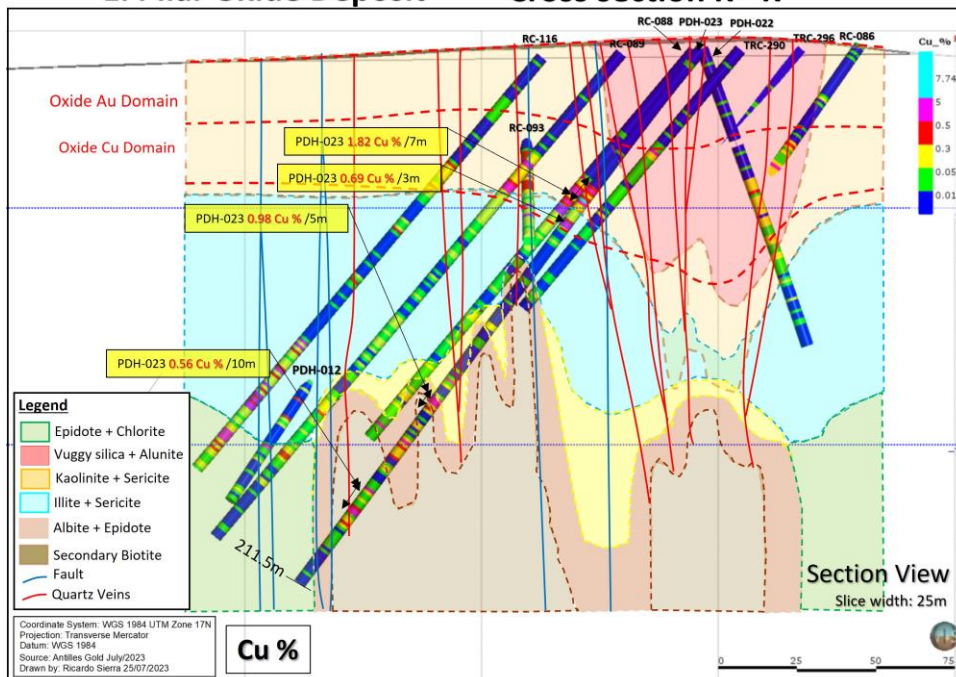 RC-116
RC-089
RC-088
PDH-023
PDH-022
TRC-290
TRC-296
RC-086
Cu_%
7.74
5
0.5
0.3
0.05
0.01
Oxide Au Domain
Oxide Cu Domain
RC-093
PDH-023 1.82 Cu % /7m
PDH-023 0.69 Cu % /3m
PDH-023 0.98 Cu % /5m
PDH-023 0.56 Cu % /10m
PDH-012
211.5m
Legend
Epidote + Chlorite
Vuggy silica + Alunite
Kaolinite + Sericite
Illite + Sericite
Albite + Epidote
Secondary Biotite
Fault
Quartz Veins
Coordinate System: WGS 1984 UTM Zone 17N
Projection: Transverse Mercator
Datum: WGS 1984
Source: Antilles Gold July/2023
Drawn by: Ricardo Sierra 25/07/2023
Cu %
Section View
Slice width: 25m
0 25 50 75